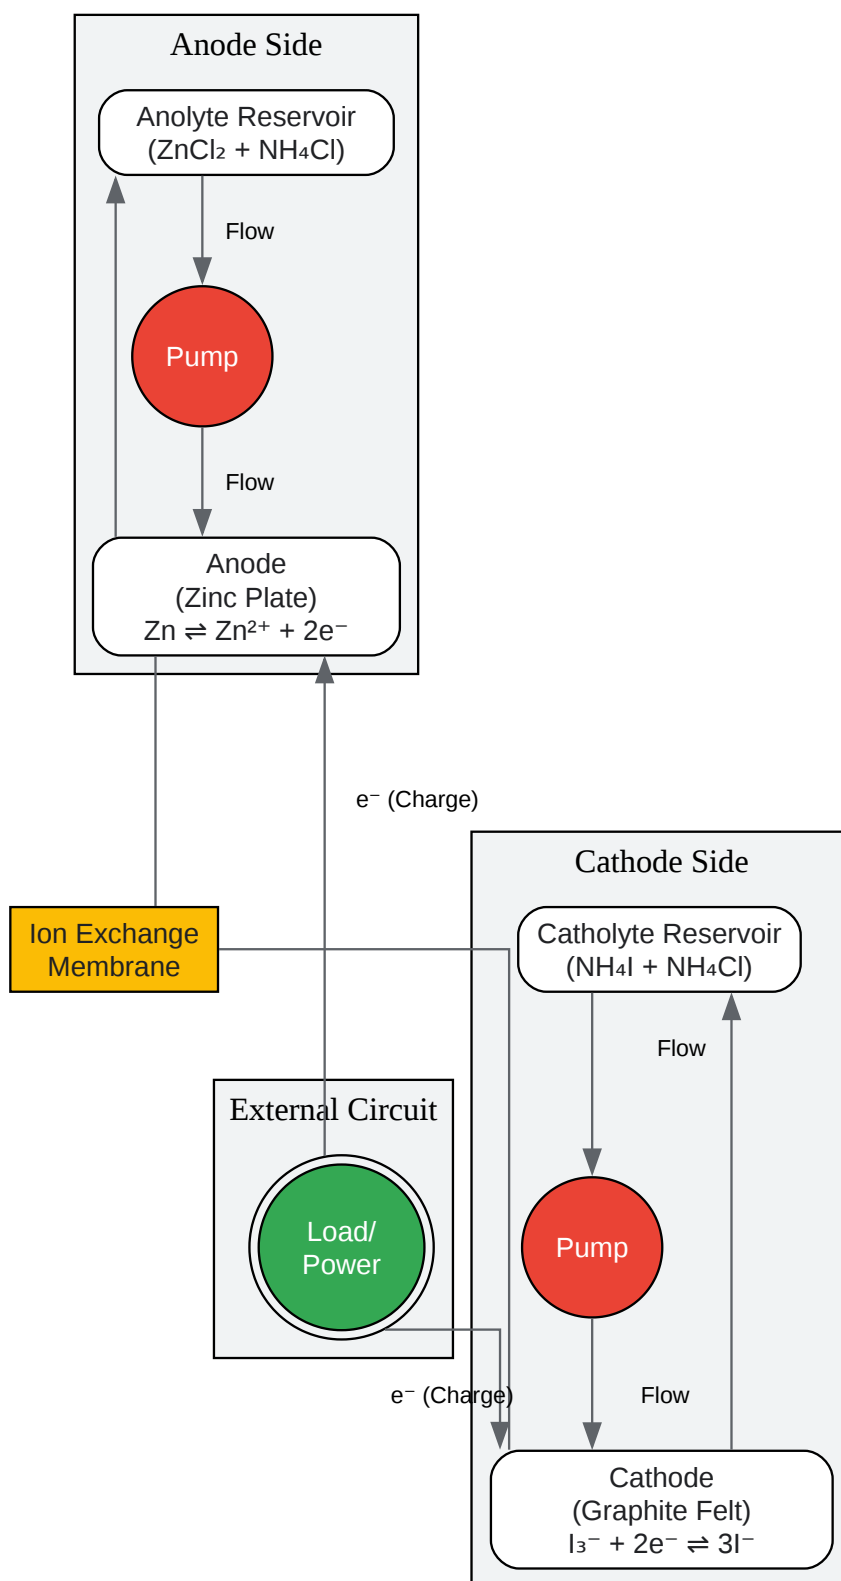 Anode Side
Anolyte Reservoir
(ZnCl₂ + NH₄Cl)
Flow
Pump
Flow
Anode
(Zinc Plate)
Zn ⇌ Zn²⁺ + 2e⁻
e⁻ (Charge)
Cathode Side
Ion Exchange
Membrane
Catholyte Reservoir
(NH₄I + NH₄Cl)
Flow
External Circuit
Load/
Power
Pump
e⁻ (Charge)
Flow
Cathode
(Graphite Felt)
I₃⁻ + 2e⁻ ⇌ 3I⁻